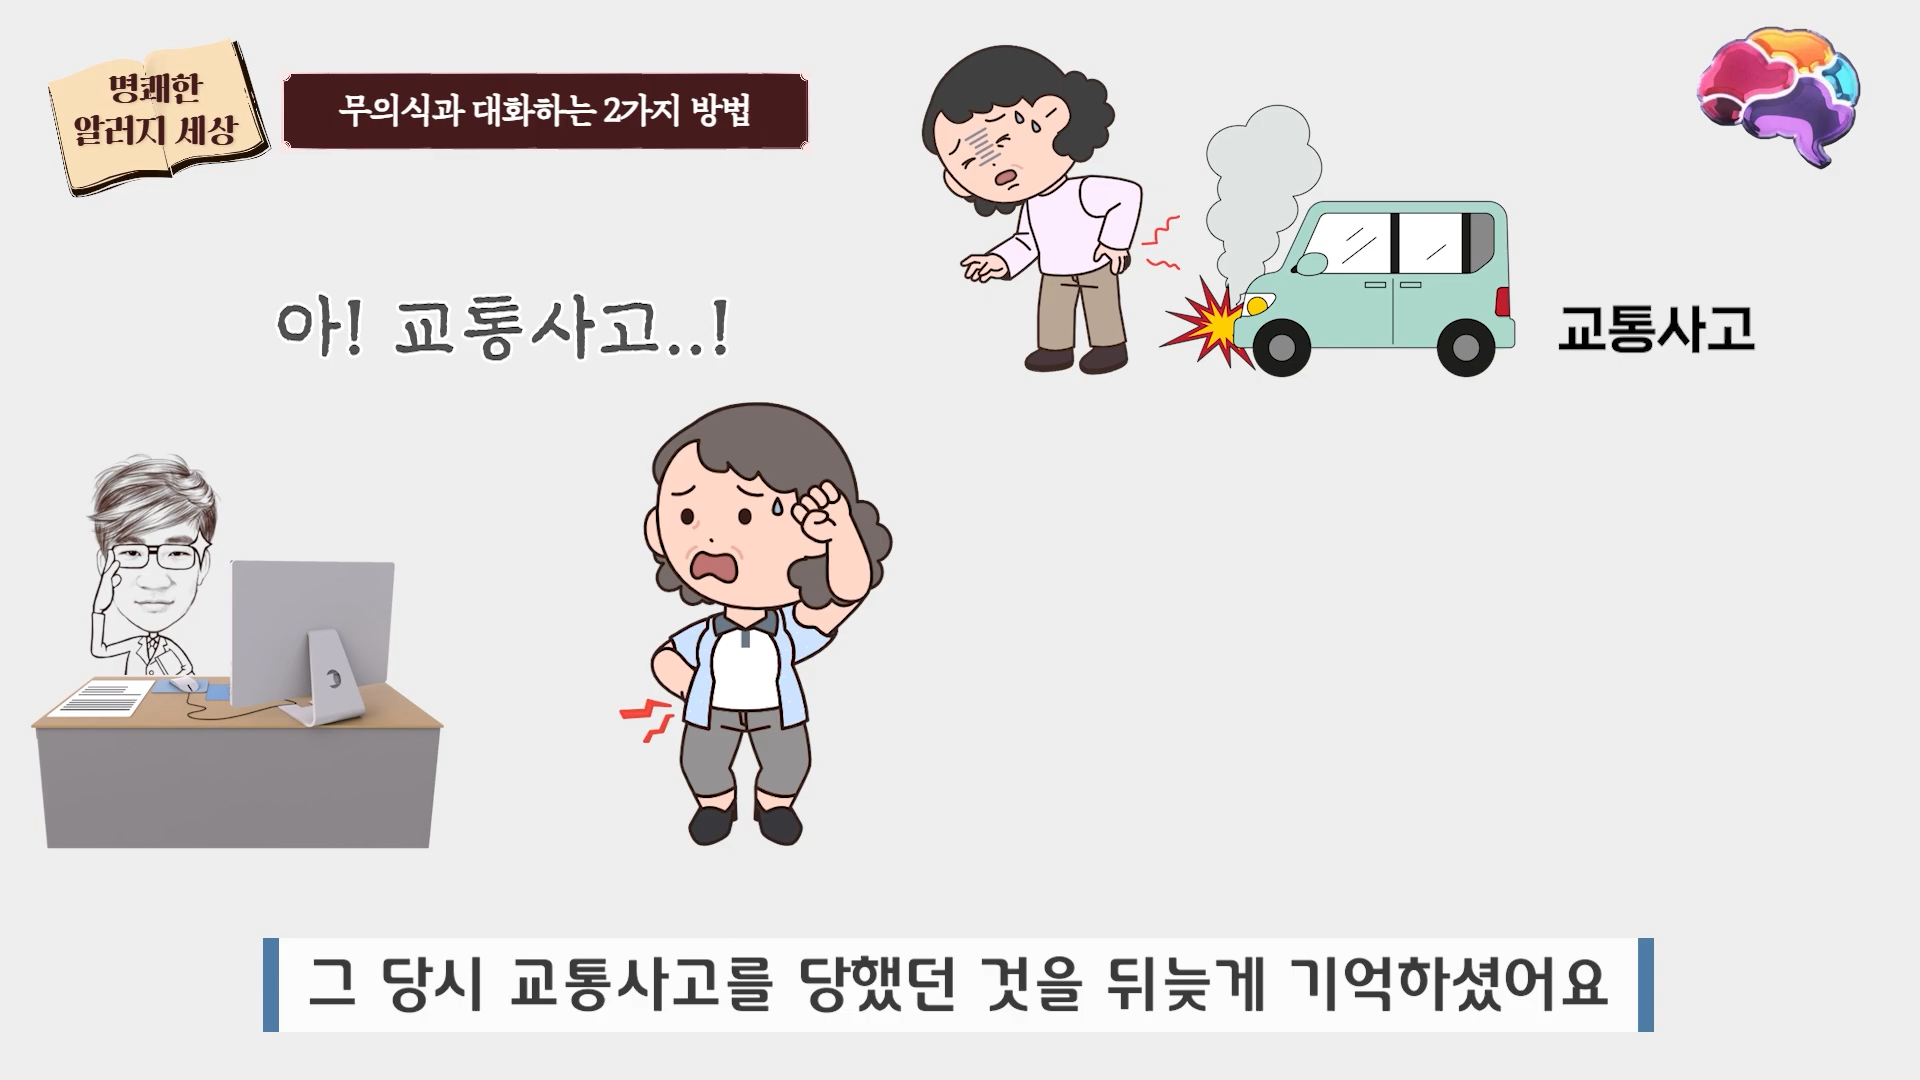 명쾌한
알러지 세상
무의식과 대화하는 2가지 방법
아! 교통사고..!
교통사고
그 당시 교통사고를 당했던 것을 뒤늦게 기억하셨어요